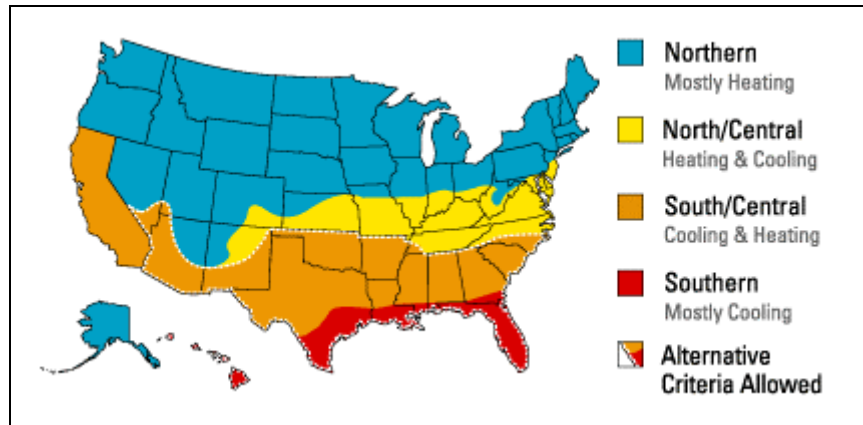 Northern
Mostly Heating
North/Central
Heating & Cooling
South/Central
Cooling & Heating
Southern
Mostly Cooling
Alternative
Criteria Allowed